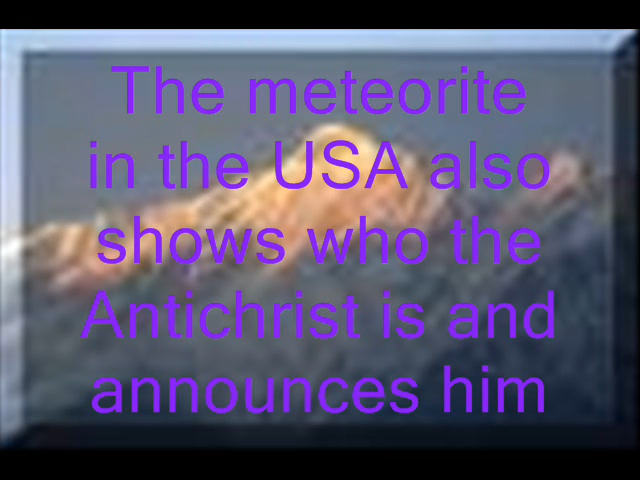 The meteorite
in the USA also
shows who the
Antichrist is and
announces him